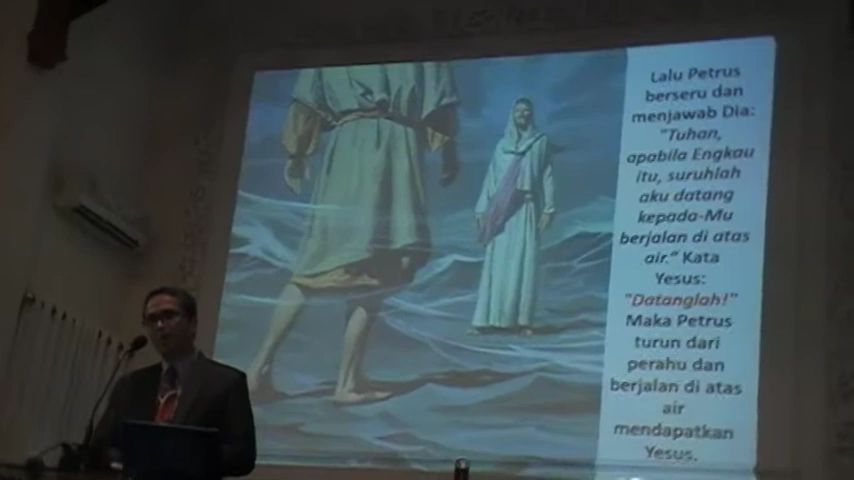 Lalu Petrus
berseru dan
menjawab Dia:
"Tuhan,
apabila Engkau
itu, suruhlah
aku datang
kepada-Mu
berjalan di atas
air." Kata
Yesus:
"Datanglah!"
Maka Petrus
turun dari
perahu dan
berjalan di atas
air
mendapatkan
Yesus.